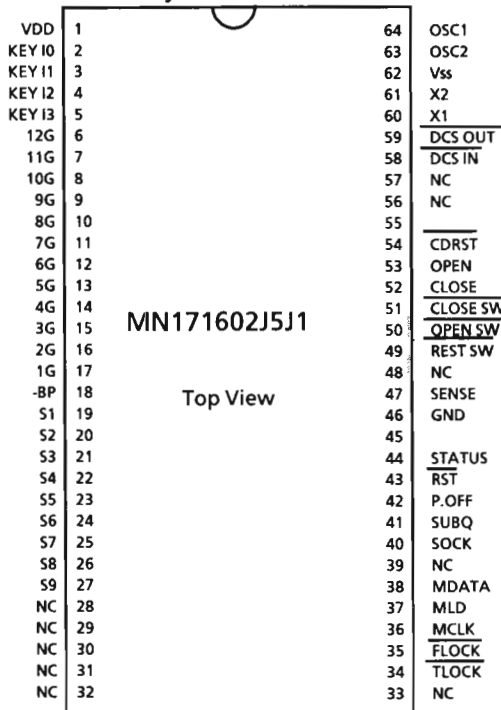 VDD 1 64 OSC1
KEY I0 2 63 OSC2
KEY I1 3 62 Vss
KEY I2 4 61 X2
KEY I3 5 60 X1
12G 6 59 DCS OUT
11G 7 58 DCS IN
10G 8 57 NC
9G 9 56 NC
8G 10 55
7G 11 54 CDRST
6G 12 53 OPEN
5G 13 52 CLOSE
4G 14 51 CLOSE SW
3G 15 MN171602J5J1 50 OPEN SW
2G 16 49 REST SW
1G 17 48 NC
-BP 18 Top View 47 SENSE
S1 19 46 GND
S2 20 45
S3 21 44 STATUS
S4 22 43 RST
S5 23 42 P.OFF
S6 24 41 SUBQ
S7 25 40 SOCK
S8 26 39 NC
S9 27 38 MDATA
NC 28 37 MLD
NC 29 36 MCLK
NC 30 35 FLOCK
NC 31 34 TLOCK
NC 32 33 NC